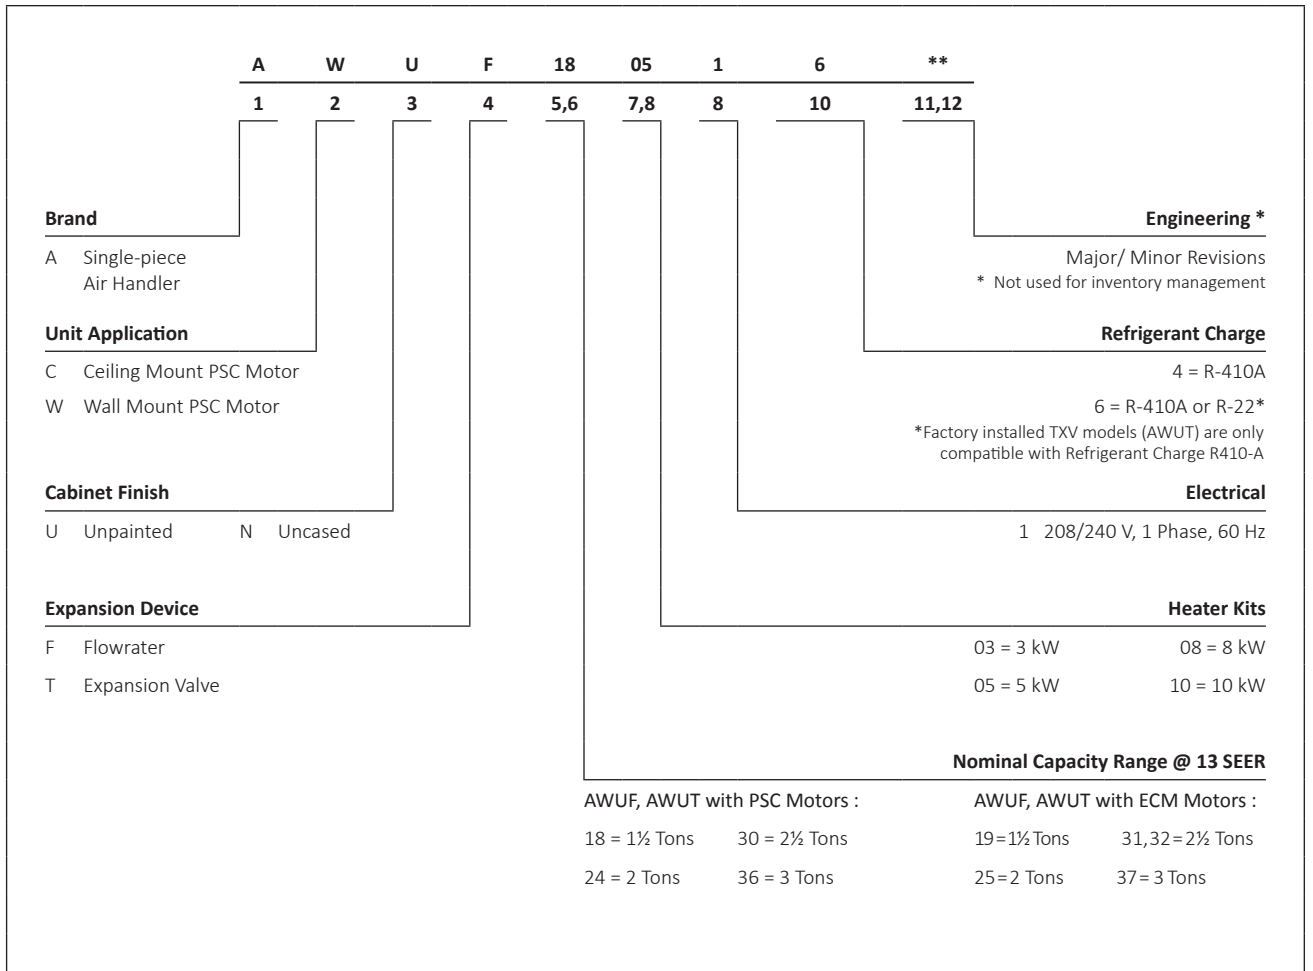 A W U F 18 05 1 6 **
1 2 3 4 5,6 7,8 8 10 11,12
Brand
A Single-piece
Air Handler
Unit Application
C Ceiling Mount PSC Motor
W Wall Mount PSC Motor
Cabinet Finish
U Unpainted N Uncased
Expansion Device
F Flowrater
T Expansion Valve
Engineering *
Major/ Minor Revisions
* Not used for inventory management
Refrigerant Charge
4 = R-410A
6 = R-410A or R-22*
*Factory installed TXV models (AWUT) are only
compatible with Refrigerant Charge R410-A
Electrical
1 208/240 V, 1 Phase, 60 Hz
Heater Kits
03 = 3 kW 08 = 8 kW
05 = 5 kW 10 = 10 kW
Nominal Capacity Range @ 13 SEER
AWUF, AWUT with PSC Motors :
18 = 1½ Tons 30 = 2½ Tons
24 = 2 Tons 36 = 3 Tons
AWUF, AWUT with ECM Motors :
19=1½ Tons 31,32=2½ Tons
25=2 Tons 37=3 Tons